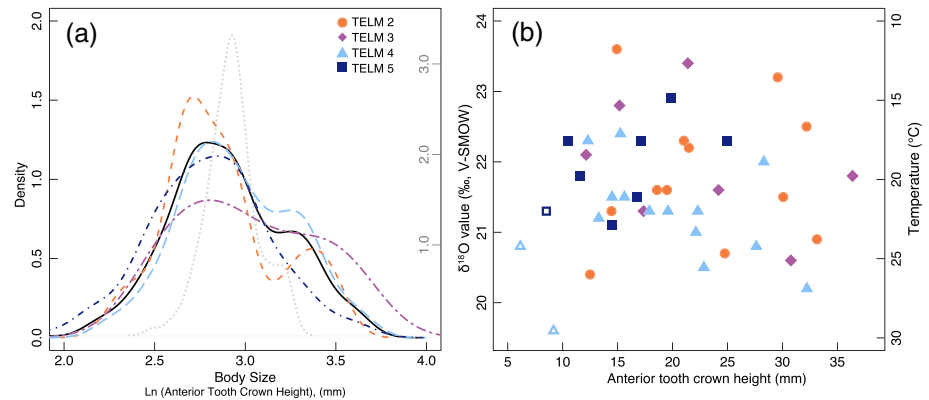 (a)
TELM 2
TELM 3
TELM 4
TELM 5
2.0
1.5
1.0
0.5
0.0
Density
3.0
2.0
1.0
2.0 2.5 3.0 3.5 4.0
Body Size
Ln (Anterior Tooth Crown Height), (mm)
(b)
24
23
22
21
20
δ¹⁸O value (‰, V-SMOW)
10
15
20
25
30
Temperature (°C)
5 10 15 20 25 30 35
Anterior tooth crown height (mm)